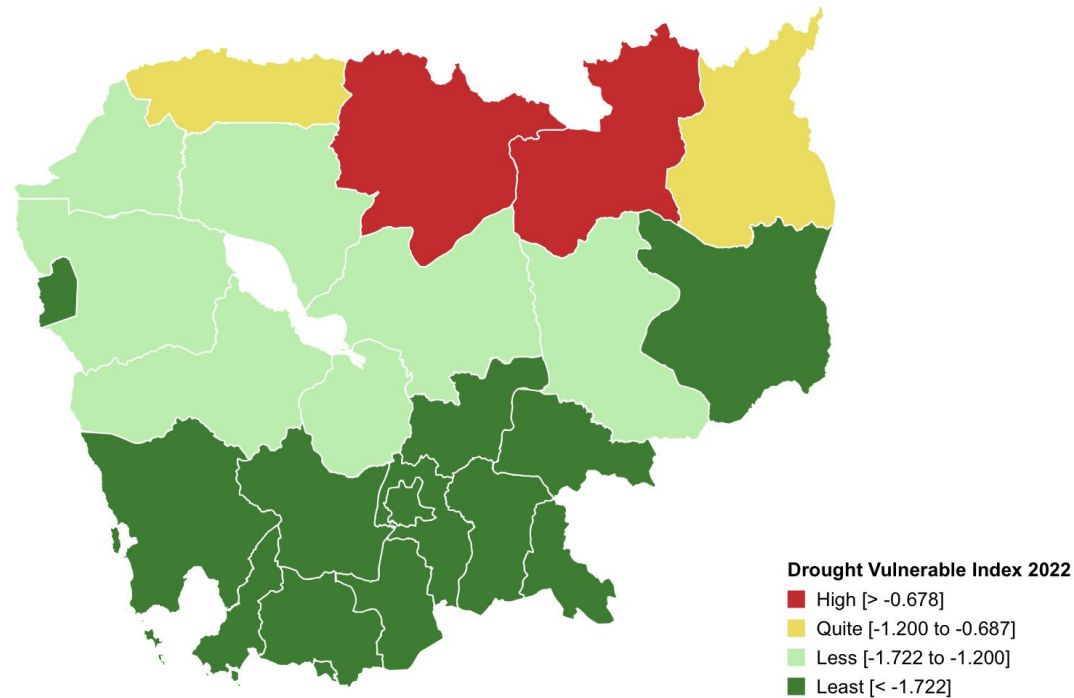 Drought Vulnerable Index 2022
High [> -0.678]
Quite [-1.200 to -0.687]
Less [-1.722 to -1.200]
Least [< -1.722]